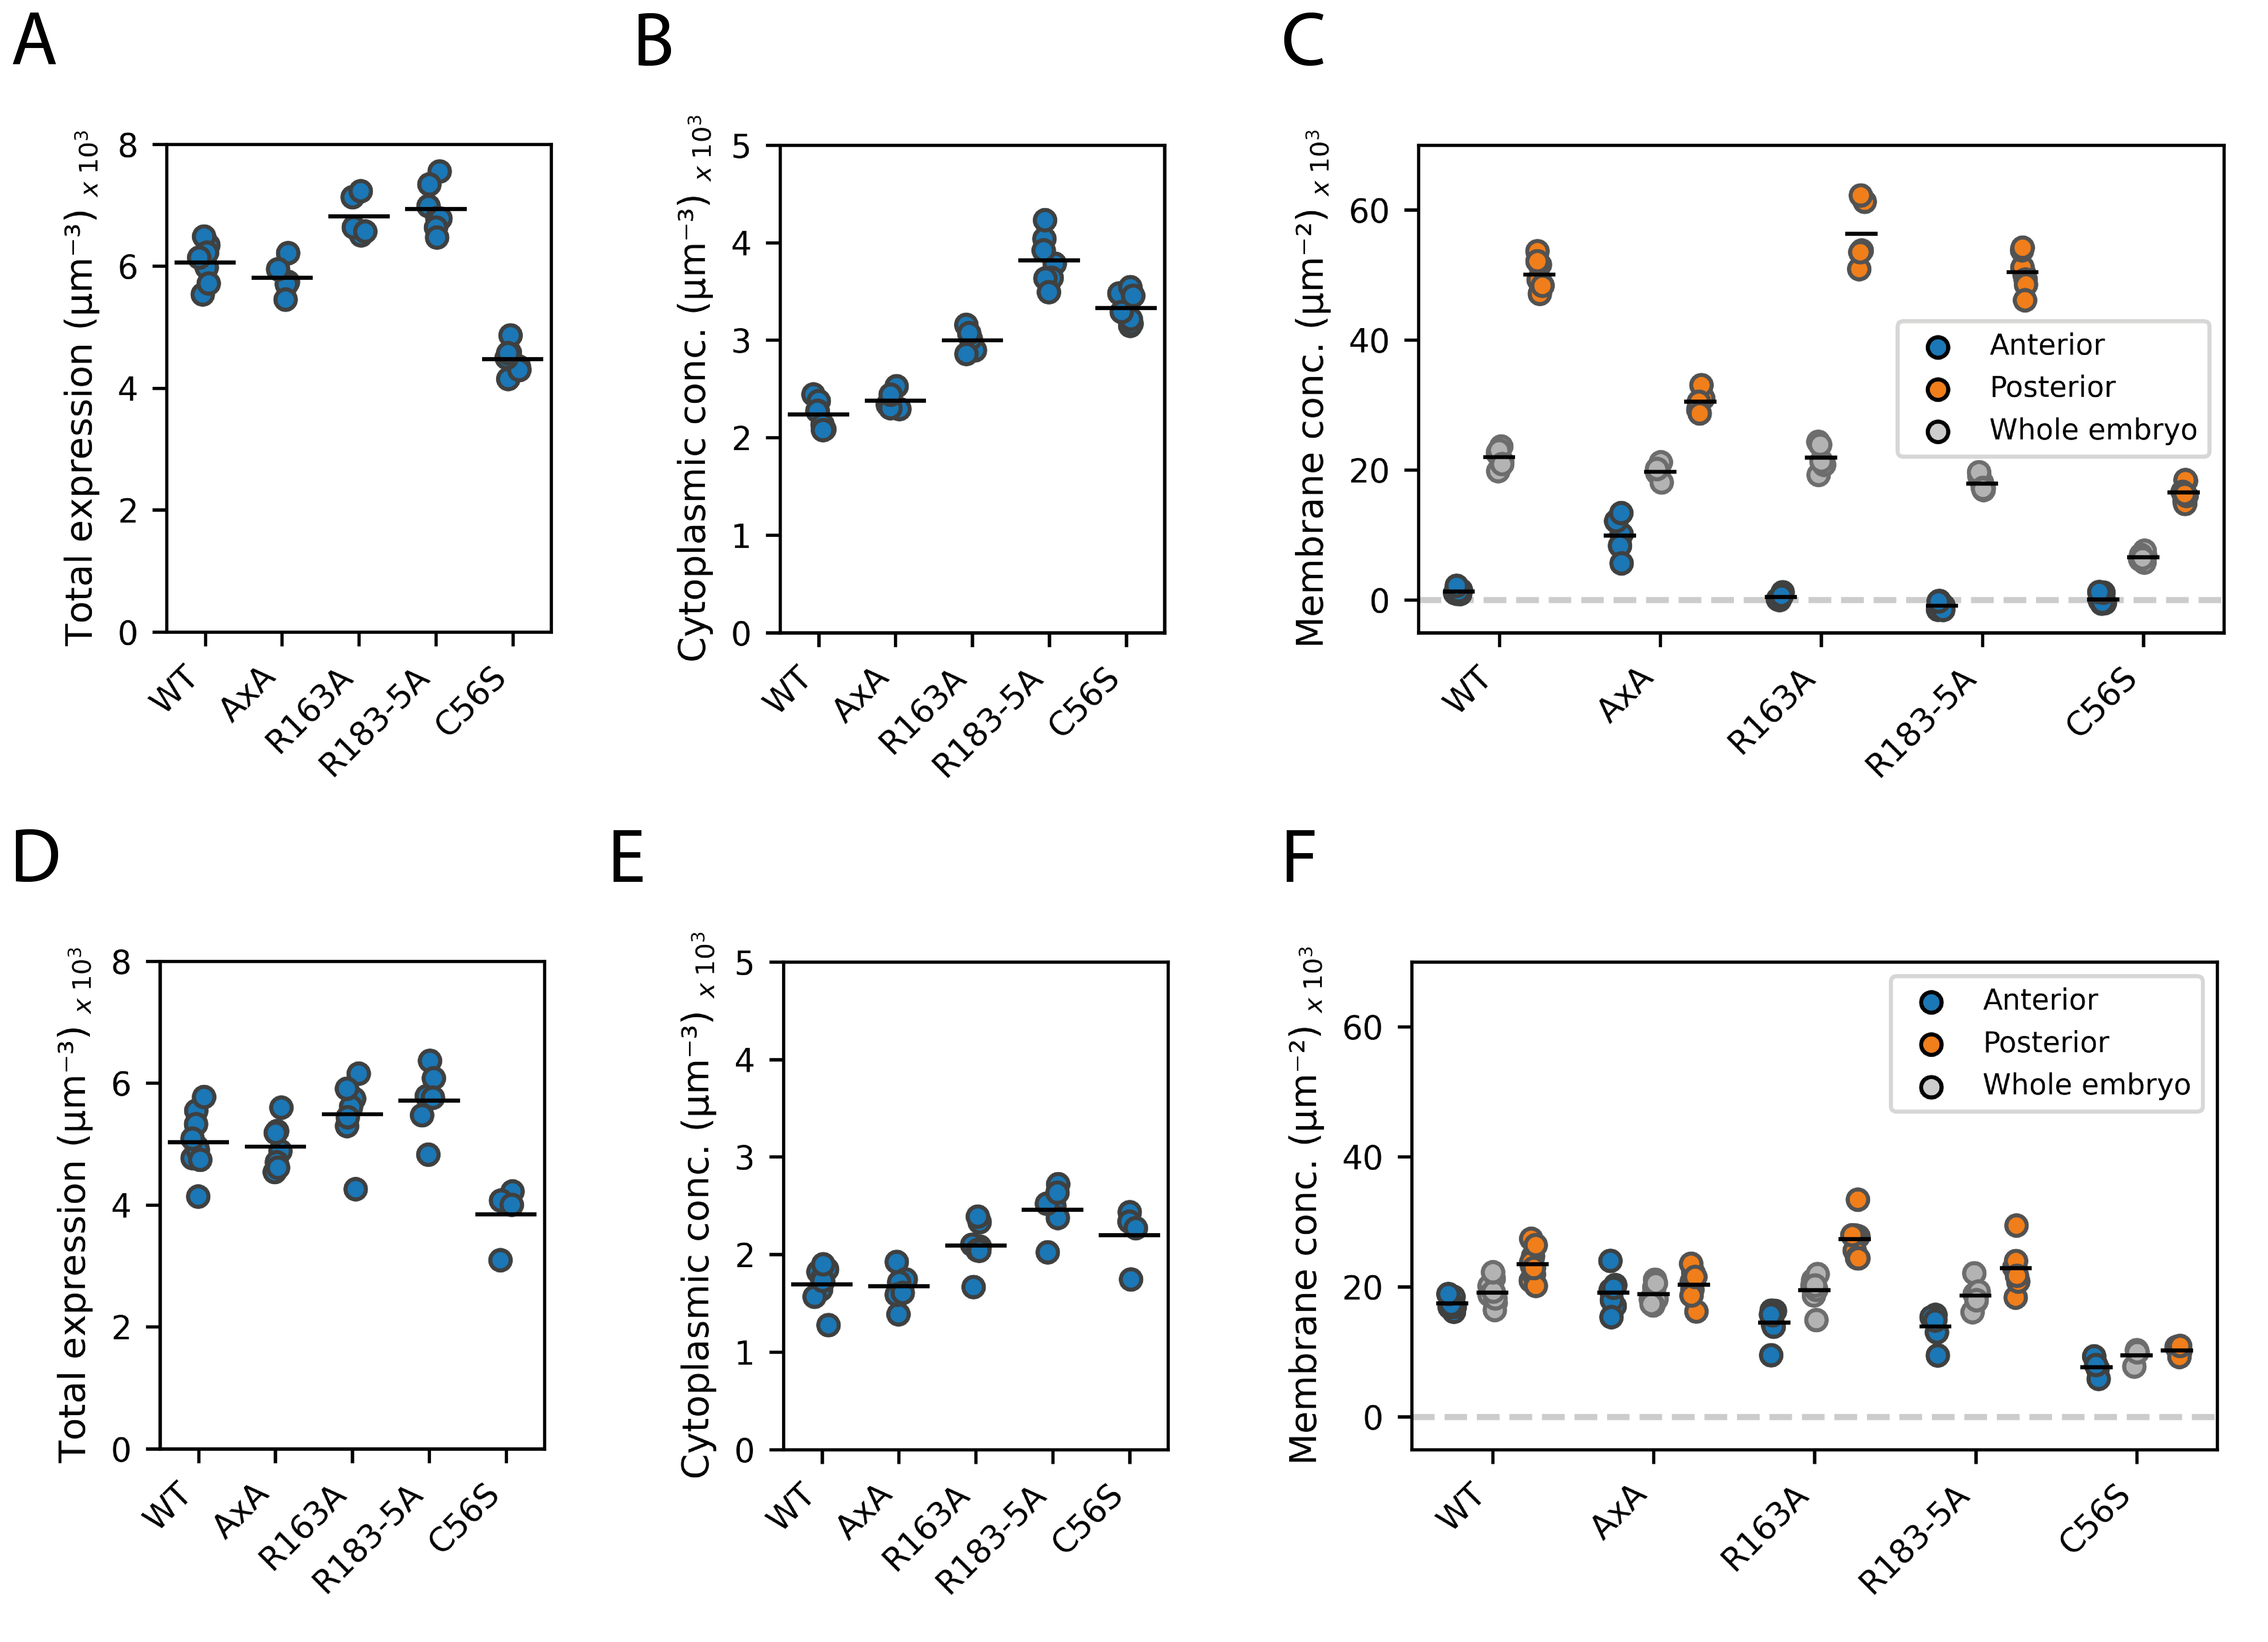 A
Total expression (μm⁻³) x 10³
8
6
4
2
0
WT
AxA
R163A
R183-5A
C56S
B
Cytoplasmic conc. (μm⁻³) x 10³
5
4
3
2
1
0
WT
AxA
R163A
R183-5A
C56S
C
Membrane conc. (μm⁻²) x 10³
60
40
20
0
Anterior
Posterior
Whole embryo
WT
AxA
R163A
R183-5A
C56S
D
Total expression (μm⁻³) x 10³
8
6
4
2
0
WT
AxA
R163A
R183-5A
C56S
E
Cytoplasmic conc. (μm⁻³) x 10³
5
4
3
2
1
0
WT
AxA
R163A
R183-5A
C56S
F
Membrane conc. (μm⁻²) x 10³
60
40
20
0
Anterior
Posterior
Whole embryo
WT
AxA
R163A
R183-5A
C56S